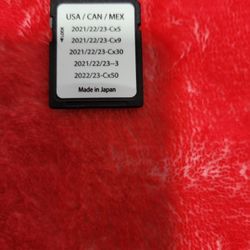 USA / CAN / MEX
2021/22/23-Cx5
2021/22/23-Cx9
2021/22/23-Cx30
2021/22/23--3
2022/23-Cx50
Made in Japan
LOCK